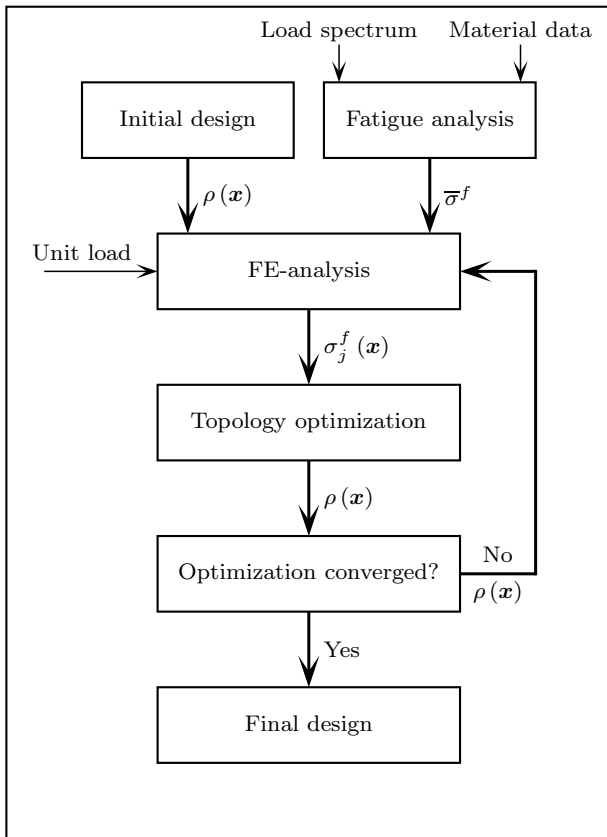 Load spectrum Material data
Initial design Fatigue analysis
ρ(𝒙) σ̅ᶠ
Unit load
FE-analysis
σⱼᶠ(𝒙)
Topology optimization
ρ(𝒙)
No
Optimization converged?
ρ(𝒙)
Yes
Final design